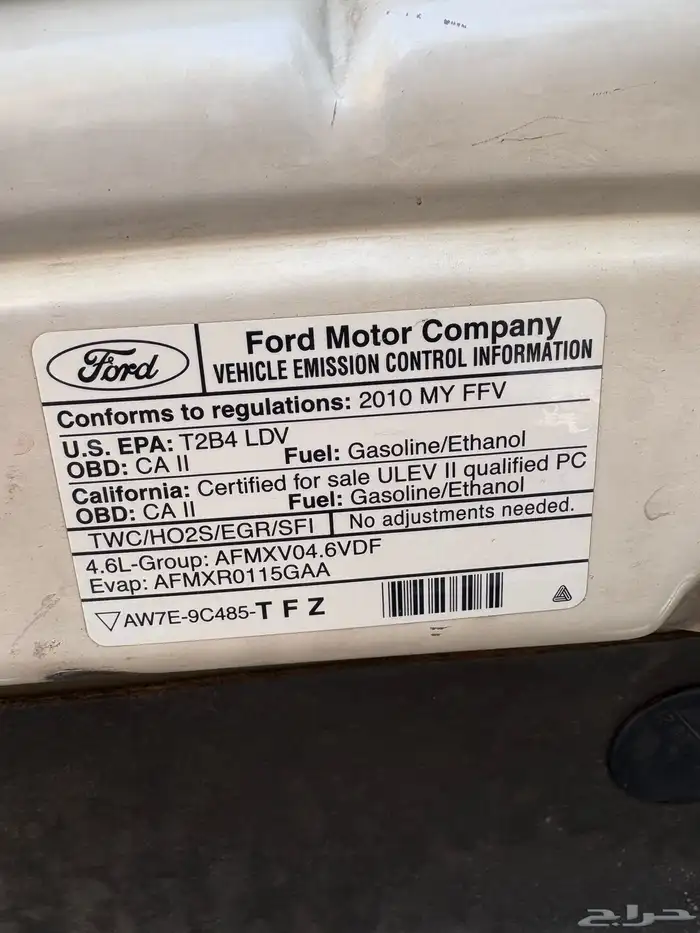 Ford
Ford Motor Company
VEHICLE EMISSION CONTROL INFORMATION
Conforms to regulations: 2010 MY FFV
U.S. EPA: T2B4 LDV
OBD: CA II Fuel: Gasoline/Ethanol
California: Certified for sale ULEV II qualified PC
OBD: CA II Fuel: Gasoline/Ethanol
TWC/HO2S/EGR/SFI No adjustments needed.
4.6L-Group: AFMXV04.6VDF
Evap: AFMXR0115GAA
AW7E-9C485-TFZ
حراج